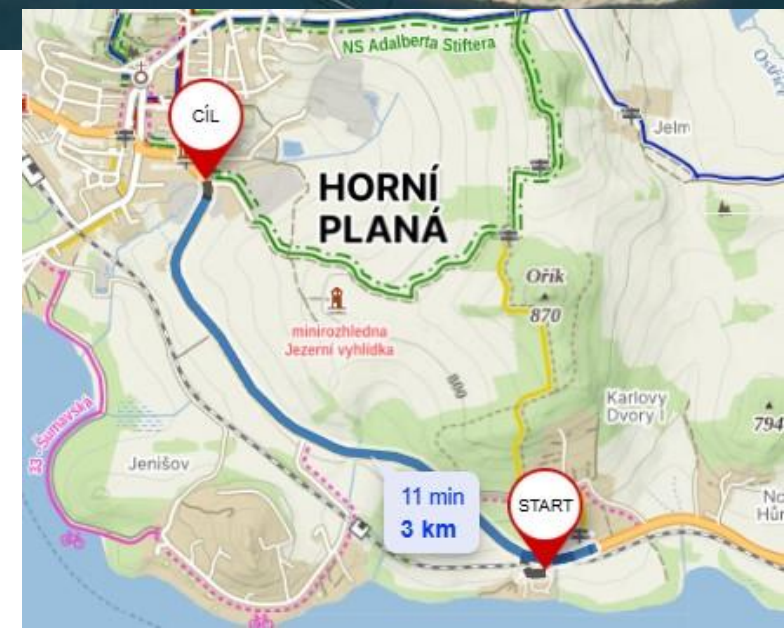 NS Adalberta Stiftera
CÍL
Jelm
HORNÍ
PLANÁ
Ořík
870
minirozhledna
Jezerní vyhlídka
800
Karlovy
Dvory I
794
33 - Šumavská
Jenišov
11 min
3 km
START
No
Hůr